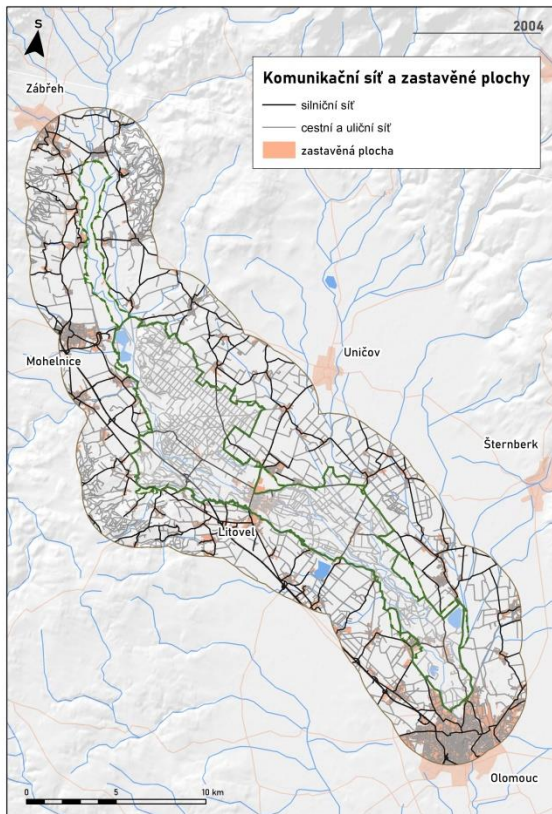 2004
S
Komunikační síť a zastavěné plochy
silniční síť
cestní a uliční síť
zastavěná plocha
Zábřeh
Mohelnice
Uničov
Šternberk
Litovel
Olomouc
0 5 10 km